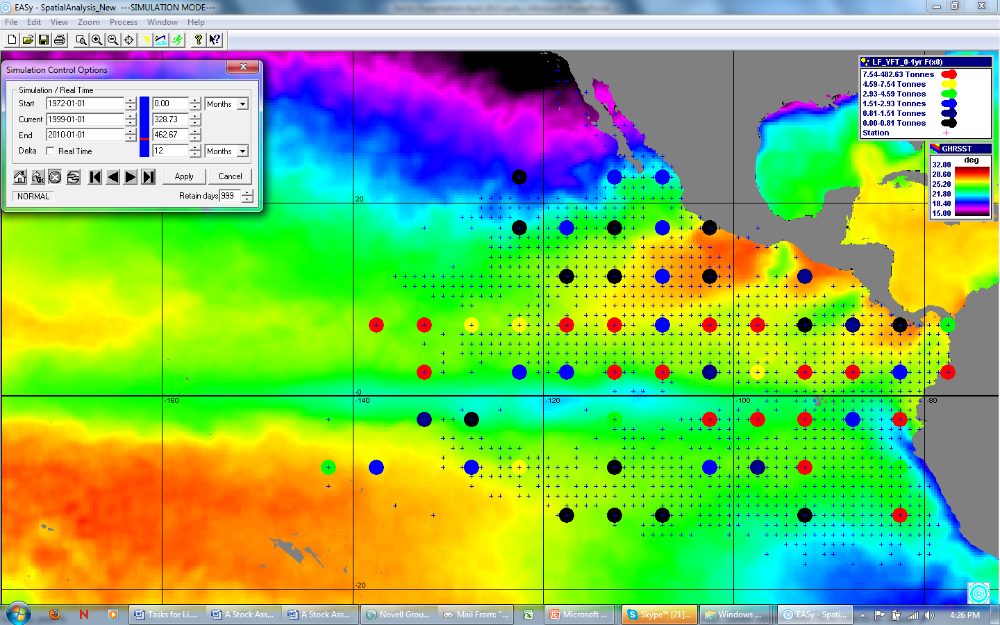 EASy - SpatialAnalysis_New ---SIMULATION MODE---
File Edit View Zoom Process Window Help
Simulation Control Options
Simulation / Real Time
Start 1972-01-01 0.00 Months
Current 1999-01-01 328.73
End 2010-01-01 462.67
Delta Real Time 12 Months
Apply Cancel
NORMAL Retain days 999
LF_YFT_0-1yr F(x0)
7.54-482.63 Tonnes
4.59-7.54 Tonnes
2.93-4.59 Tonnes
1.51-2.93 Tonnes
0.81-1.51 Tonnes
0.00-0.81 Tonnes
Station
GHRSST
deg
32.00
28.60
25.20
21.80
18.40
15.00
20
-0
-160 -140 -120 -100 -80
-20
Tasks for Li.... A Stock Ass... A Stock Ass... Novell Grou... Mail From: "... Microsoft ... Skype™ [21]... Windows ... EASy - Spati... 4:26 PM